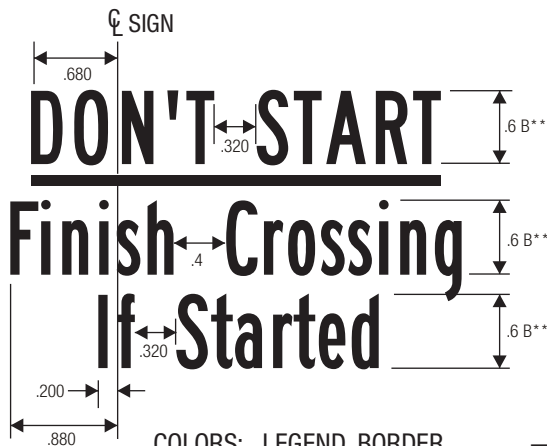 ℄ SIGN
.680
DON'T START
.320
.6 B**
Finish Crossing
.4
.6 B**
If Started
.320
.6 B**
.200
.880
COLORS: LEGEND, BORDER